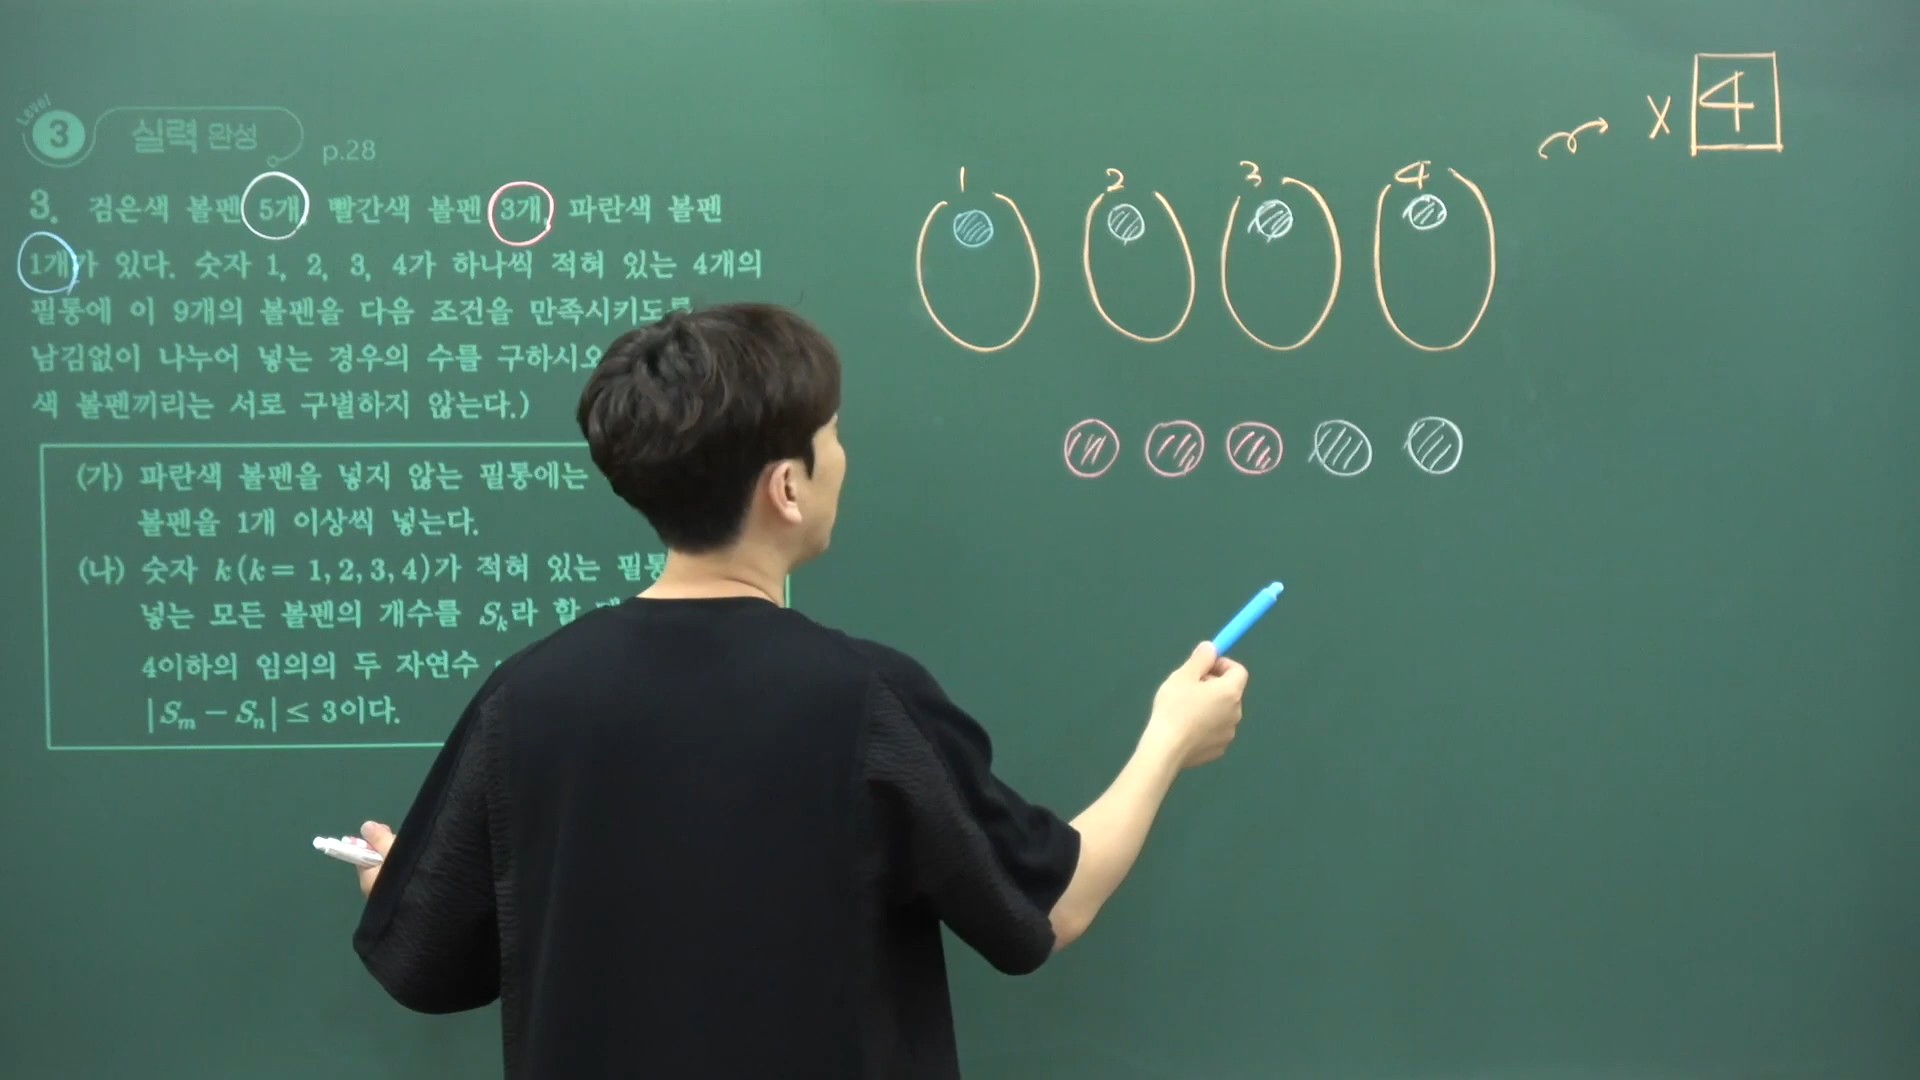 Level
3 실력 완성 p.28
3. 검은색 볼펜 5개, 빨간색 볼펜 3개, 파란색 볼펜
1개가 있다. 숫자 1, 2, 3, 4가 하나씩 적혀 있는 4개의
필통에 이 9개의 볼펜을 다음 조건을 만족시키도록
남김없이 나누어 넣는 경우의 수를 구하시오
색 볼펜끼리는 서로 구별하지 않는다.)
(가) 파란색 볼펜을 넣지 않는 필통에는
볼펜을 1개 이상씩 넣는다.
(나) 숫자 k(k=1, 2, 3, 4)가 적혀 있는 필통
넣는 모든 볼펜의 개수를 Sₖ라 할
4이하의 임의의 두 자연수
|Sₘ − Sₙ| ≤ 3이다.
1 2 3 4
× 4